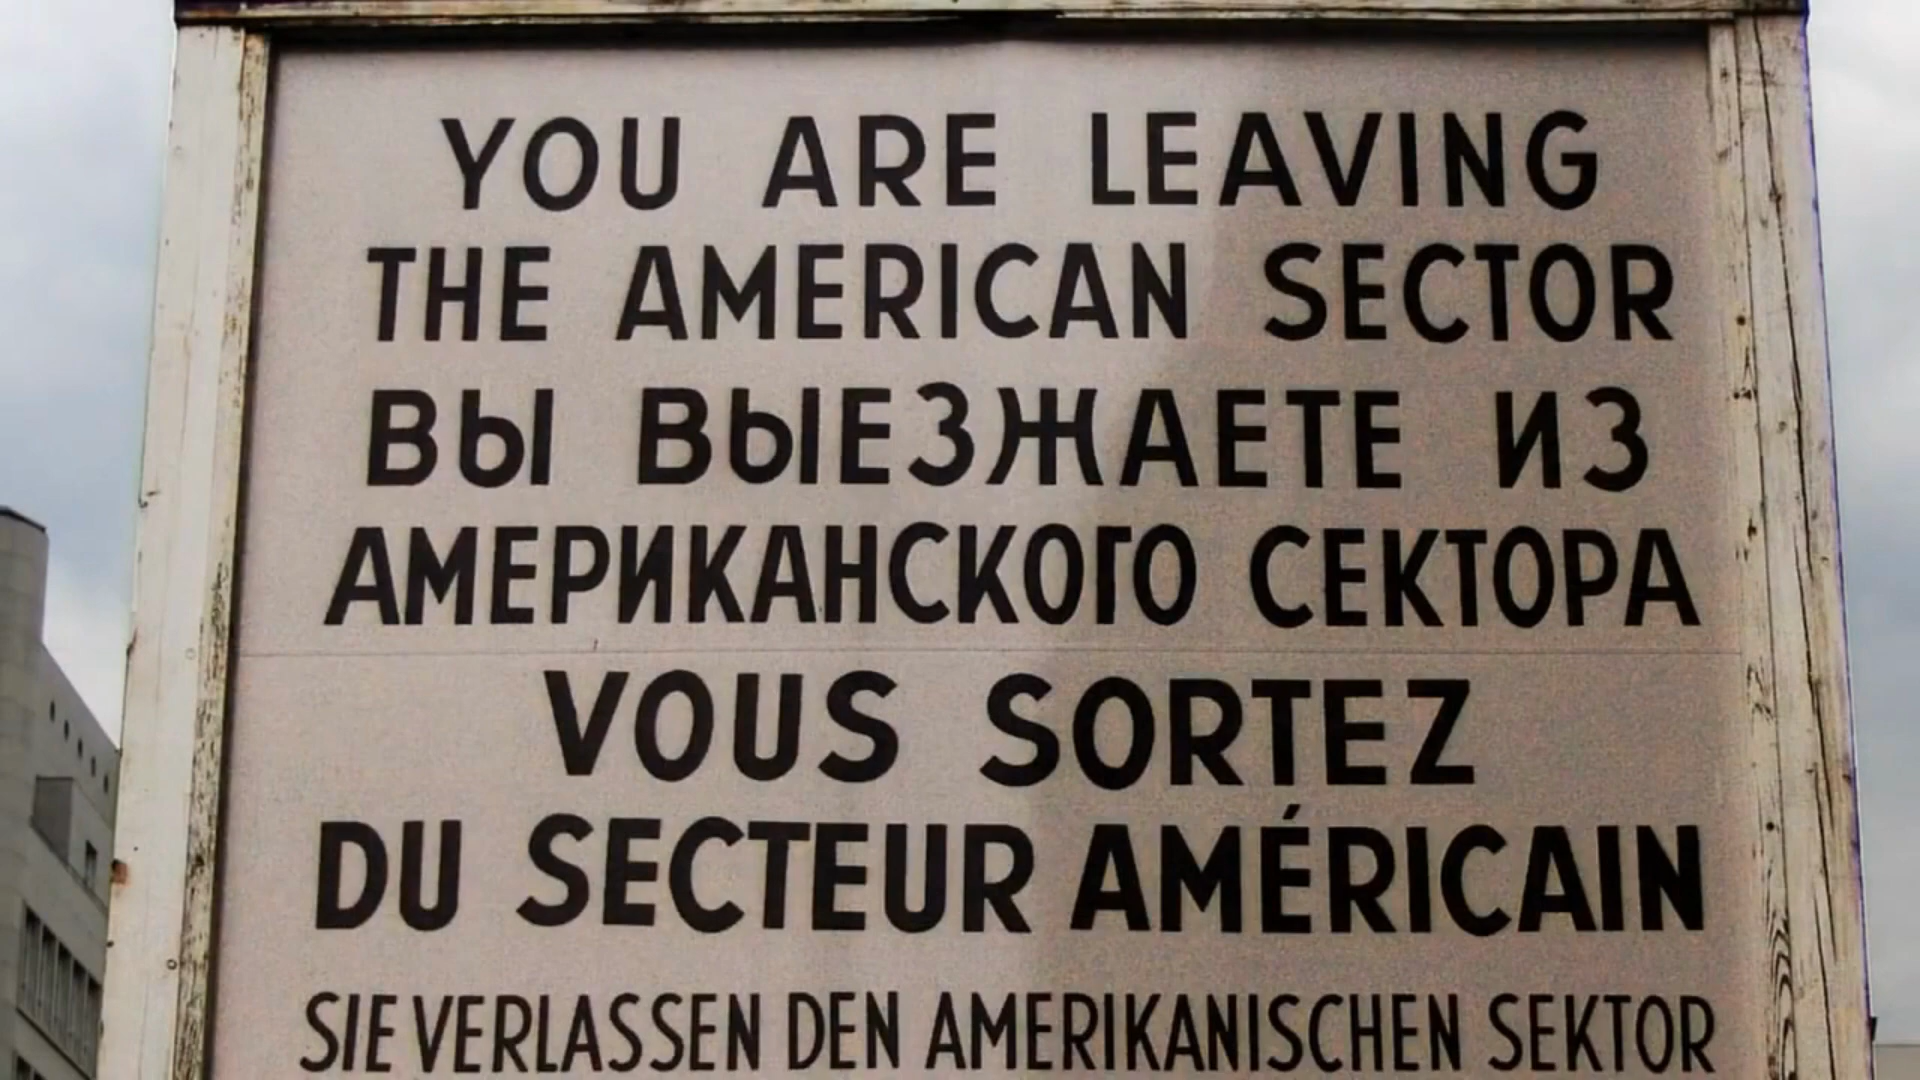 YOU ARE LEAVING
THE AMERICAN SECTOR
ВЫ ВЫЕЗЖАЕТЕ ИЗ
АМЕРИКАНСКОГО СЕКТОРА
VOUS SORTEZ
DU SECTEUR AMÉRICAIN
SIE VERLASSEN DEN AMERIKANISCHEN SEKTOR